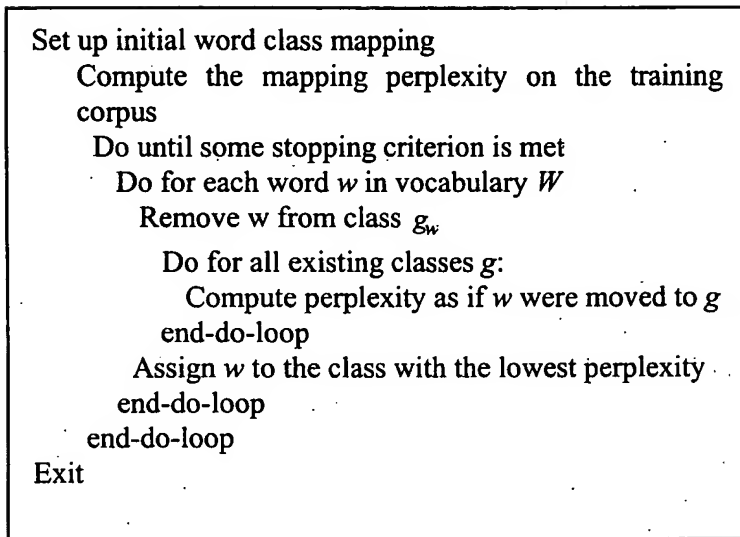 Set up initial word class mapping
Compute the mapping perplexity on the training
corpus
Do until some stopping criterion is met
Do for each word w in vocabulary W
Remove w from class g_w
Do for all existing classes g:
Compute perplexity as if w were moved to g
end-do-loop
Assign w to the class with the lowest perplexity
end-do-loop
end-do-loop
Exit